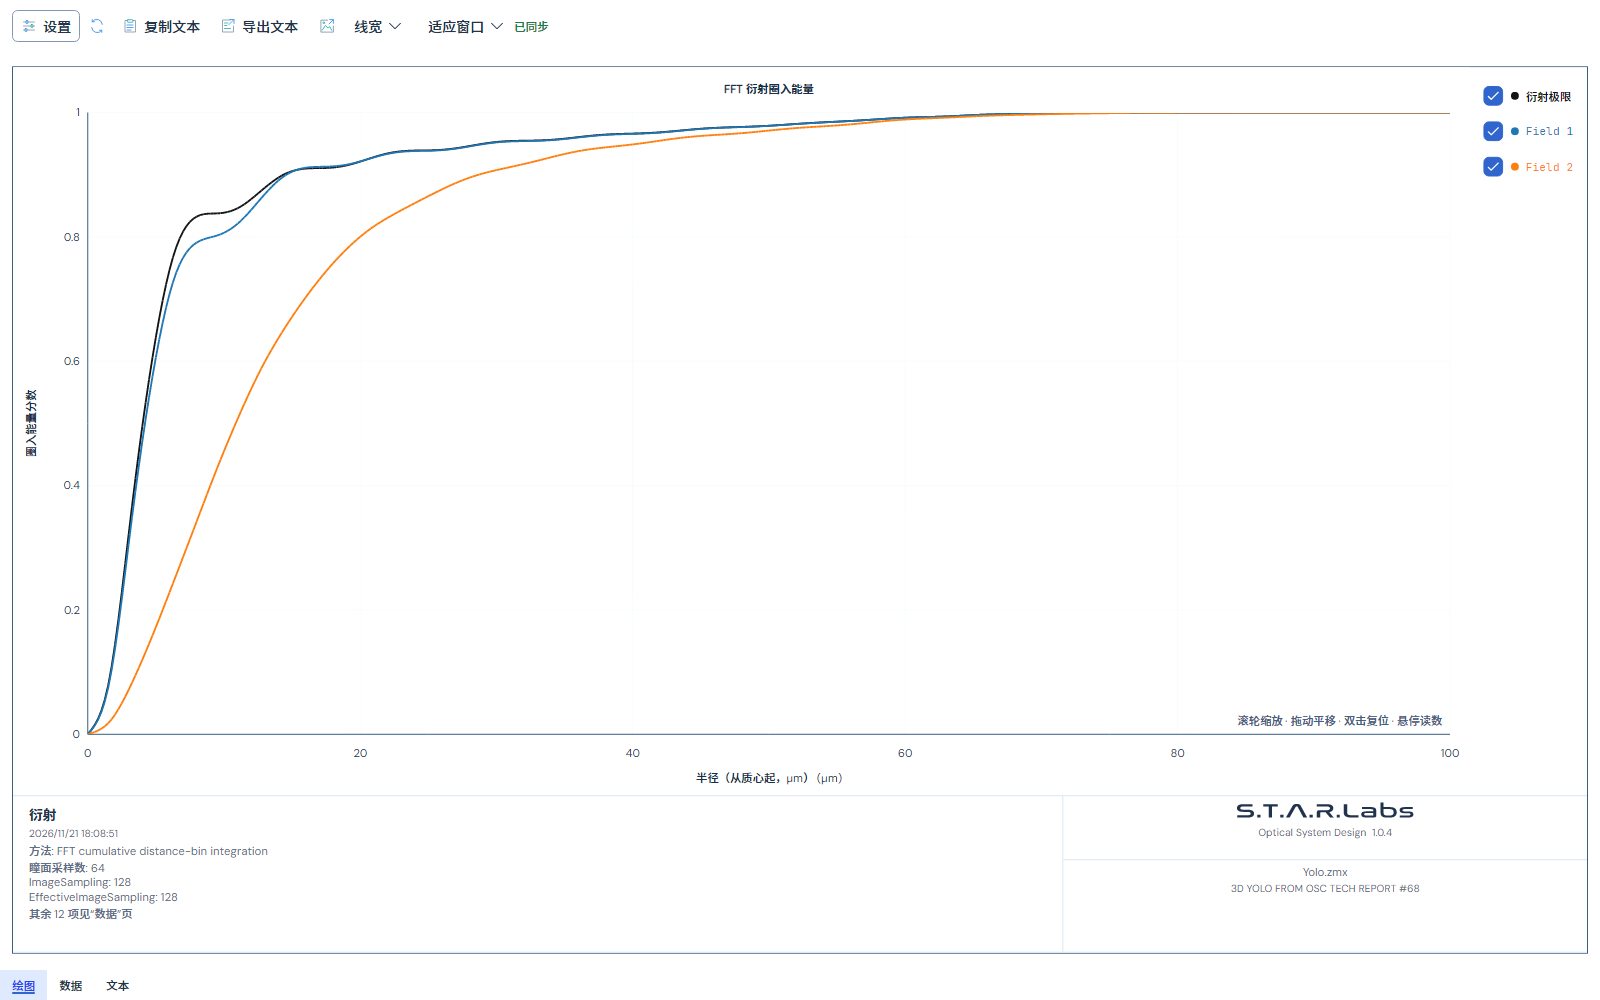 设置 复制文本 导出文本 线宽 适应窗口 已同步
FFT 衍射圈入能量
衍射极限
Field 1
Field 2
圈入能量分数
1
0.8
0.6
0.4
0.2
0
0 20 40 60 80 100
滚轮缩放 · 拖动平移 · 双击复位 · 悬停读数
半径（从质心起，μm）（μm）
衍射
2026/11/21 18:08:51
方法: FFT cumulative distance-bin integration
瞳面采样数: 64
ImageSampling: 128
EffectiveImageSampling: 128
其余 12 项见“数据”页
S.T.A.R.Labs
Optical System Design 1.0.4
Yolo.zmx
3D YOLO FROM OSC TECH REPORT #68
绘图 数据 文本